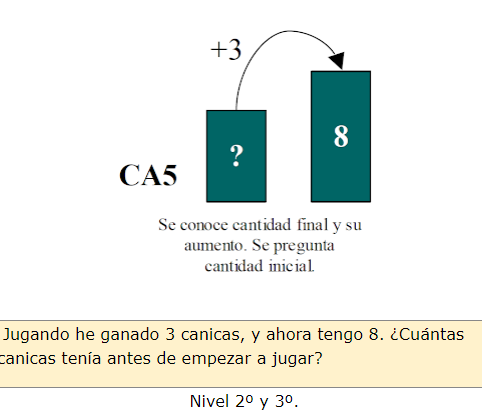 +3
?
8
CA5
Se conoce cantidad final y su
aumento. Se pregunta
cantidad inicial.
Jugando he ganado 3 canicas, y ahora tengo 8. ¿Cuántas
canicas tenía antes de empezar a jugar?
Nivel 2º y 3º.